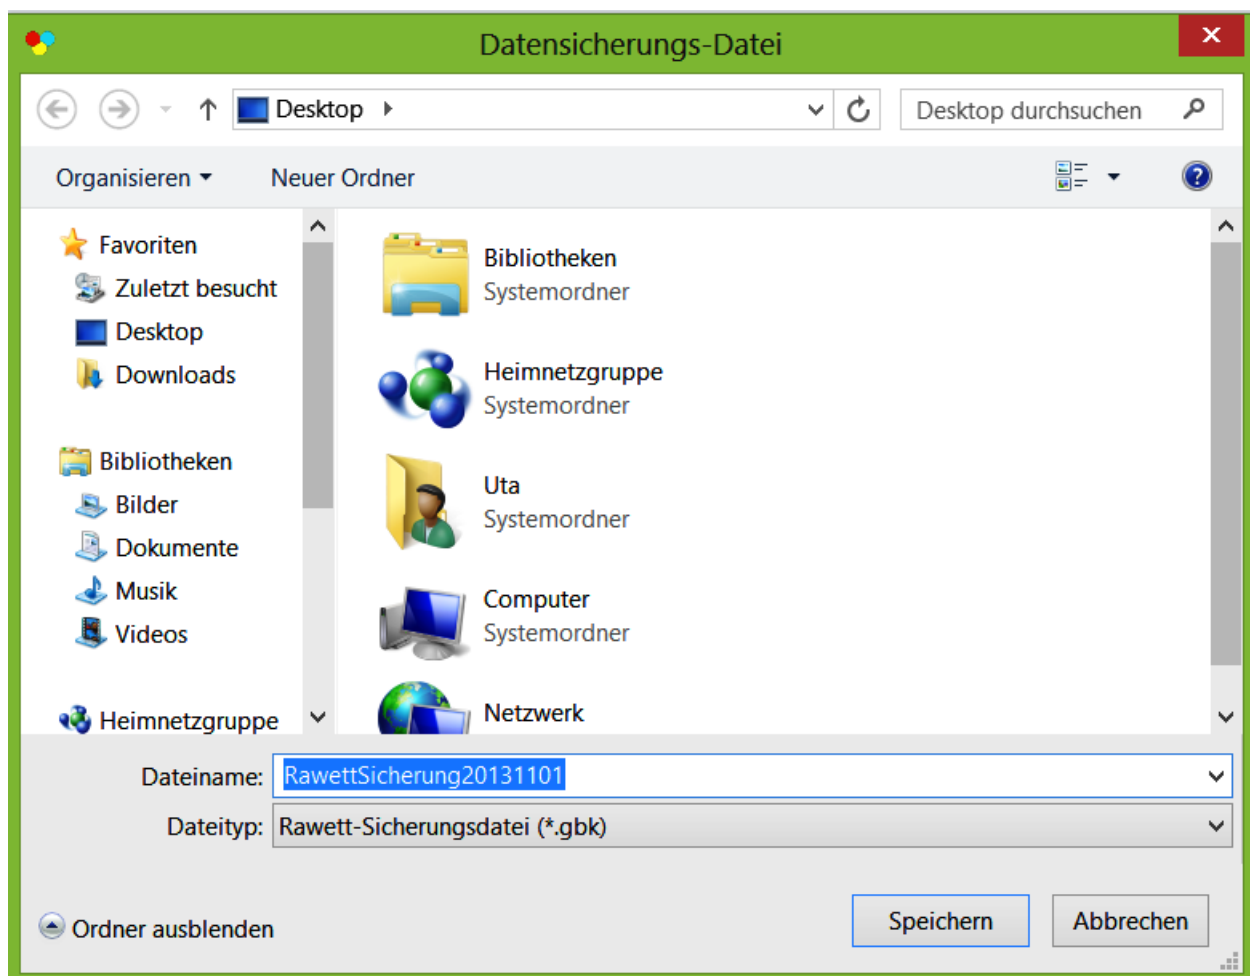 Datensicherungs-Datei
Desktop
Desktop durchsuchen
Organisieren
Neuer Ordner
Favoriten
Zuletzt besucht
Desktop
Downloads
Bibliotheken
Bilder
Dokumente
Musik
Videos
Heimnetzgruppe
Bibliotheken
Systemordner
Heimnetzgruppe
Systemordner
Uta
Systemordner
Computer
Systemordner
Netzwerk
Dateiname: RawettSicherung20131101
Dateityp: Rawett-Sicherungsdatei (*.gbk)
Ordner ausblenden
Speichern
Abbrechen